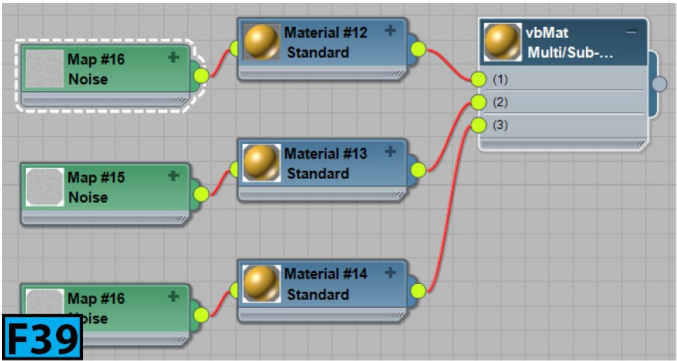 Map #16
Noise
Material #12
Standard
vbMat
Multi/Sub-...
(1)
(2)
(3)
Map #15
Noise
Material #13
Standard
Map #16
Noise
Material #14
Standard
F39